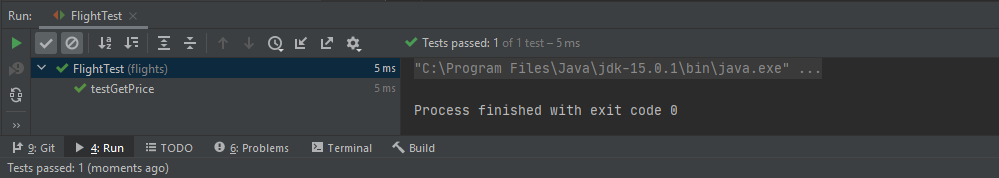 Run: FlightTest
Tests passed: 1 of 1 test – 5 ms
FlightTest (flights) 5 ms
testGetPrice 5 ms
"C:\Program Files\Java\jdk-15.0.1\bin\java.exe" ...
Process finished with exit code 0
9: Git 4: Run TODO 6: Problems Terminal Build
Tests passed: 1 (moments ago)